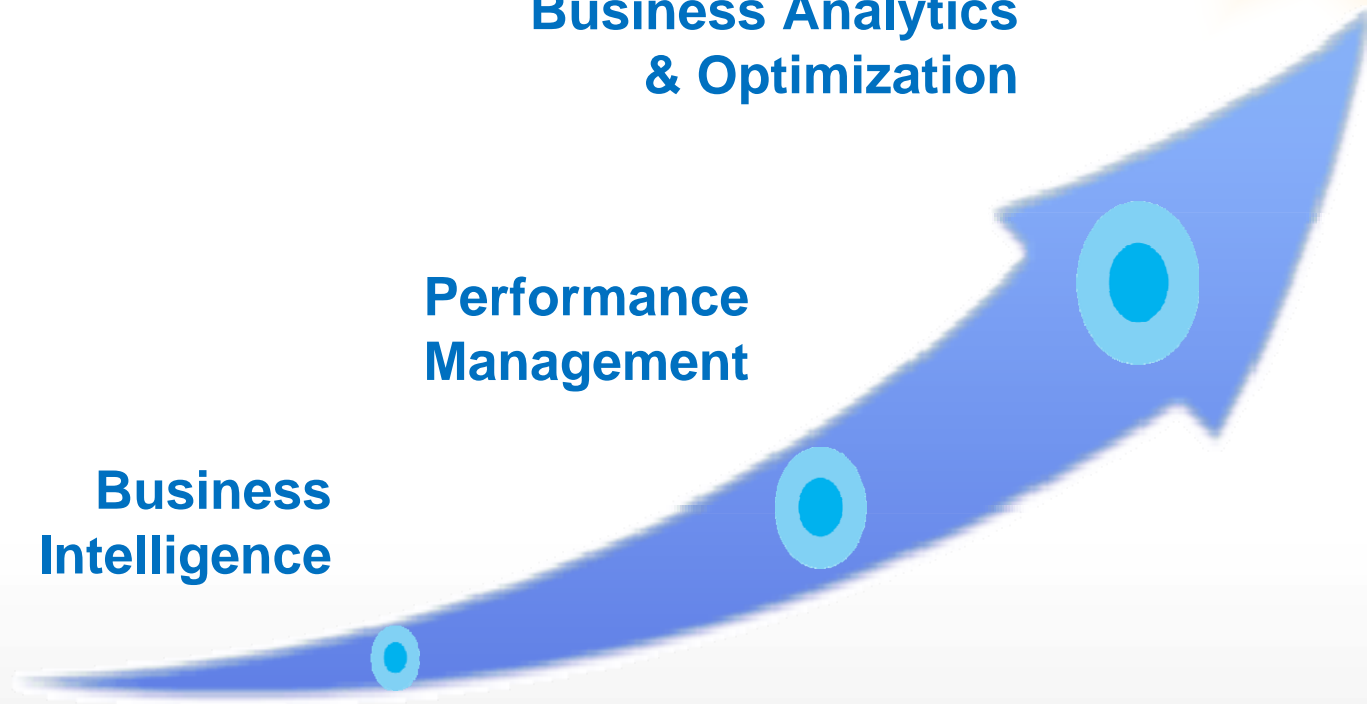 Business Analytics
& Optimization
Performance
Management
Business
Intelligence